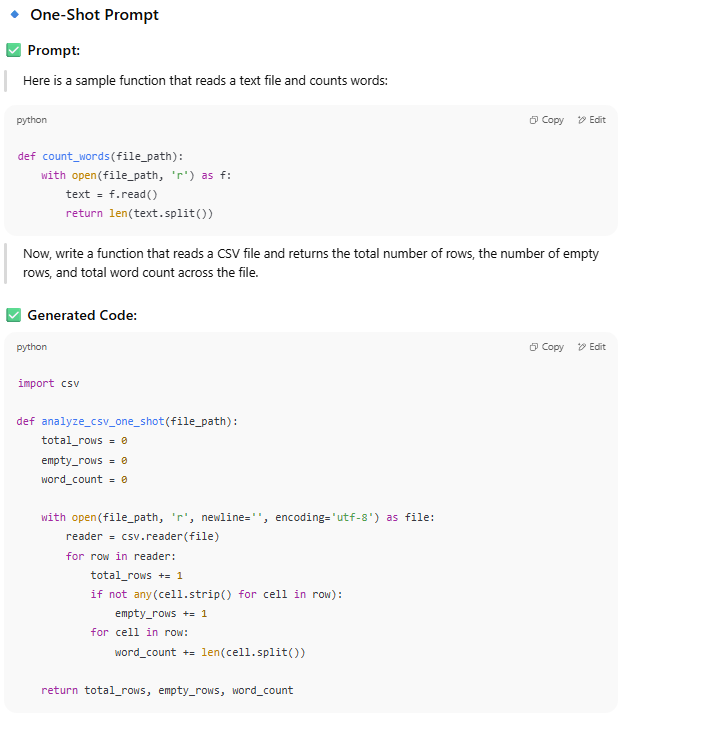 One-Shot Prompt
Prompt:
Here is a sample function that reads a text file and counts words:
python
Copy Edit
def count_words(file_path):
    with open(file_path, 'r') as f:
        text = f.read()
        return len(text.split())
Now, write a function that reads a CSV file and returns the total number of rows, the number of empty
rows, and total word count across the file.
Generated Code:
python
Copy Edit
import csv
def analyze_csv_one_shot(file_path):
    total_rows = 0
    empty_rows = 0
    word_count = 0
    with open(file_path, 'r', newline='', encoding='utf-8') as file:
        reader = csv.reader(file)
        for row in reader:
            total_rows += 1
            if not any(cell.strip() for cell in row):
                empty_rows += 1
            for cell in row:
                word_count += len(cell.split())
    return total_rows, empty_rows, word_count